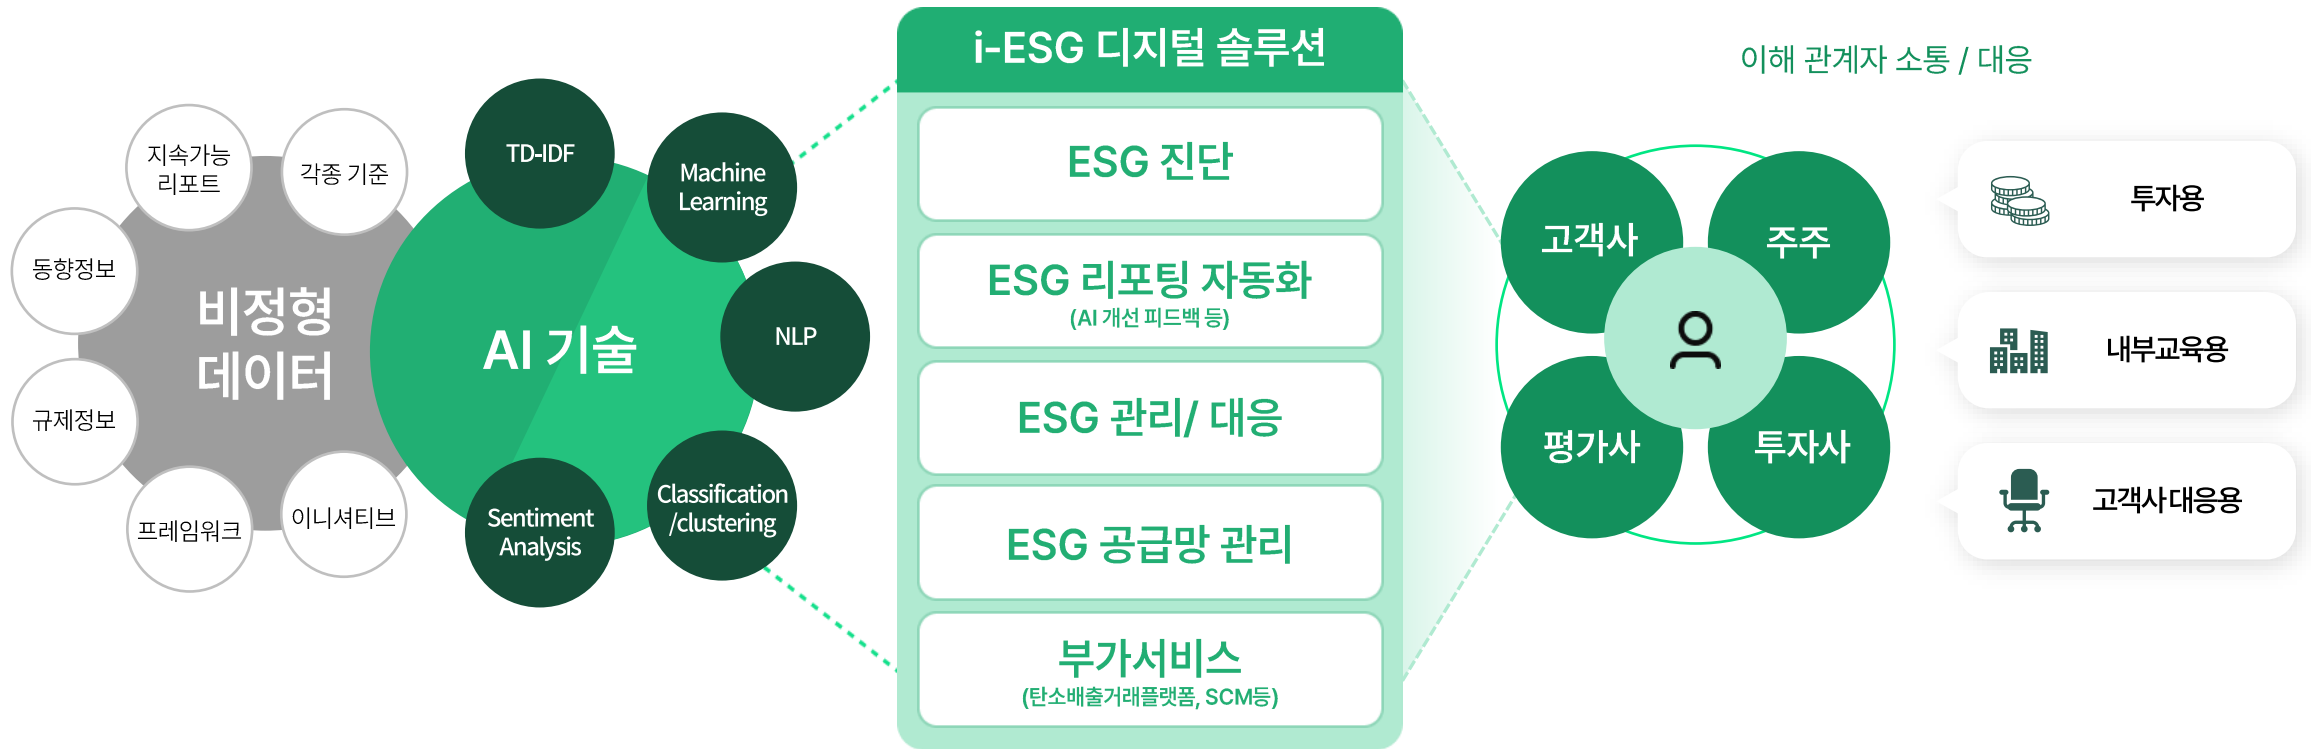 지속가능
리포트
각종 기준
동향정보
규제정보
프레임워크
이니셔티브
비정형
데이터
AI 기술
TD-IDF
Machine
Learning
NLP
Classification
/clustering
Sentiment
Analysis
i-ESG 디지털 솔루션
ESG 진단
ESG 리포팅 자동화
(AI 개선 피드백 등)
ESG 관리/ 대응
ESG 공급망 관리
부가서비스
(탄소배출거래플랫폼, SCM등)
이해 관계자 소통 / 대응
고객사
주주
평가사
투자사
투자용
내부교육용
고객사 대응용